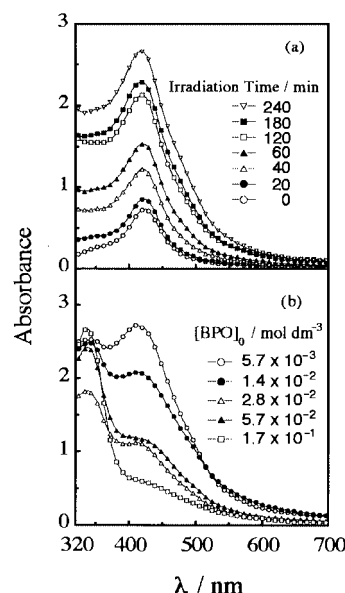 (a)
Irradiation Time / min
240
180
120
60
40
20
0
3
2
1
0
Absorbance
(b)
[BPO]₀ / mol dm⁻³
5.7 x 10⁻³
1.4 x 10⁻²
2.8 x 10⁻²
5.7 x 10⁻²
1.7 x 10⁻¹
3
2
1
0
320 400 500 600 700
λ / nm